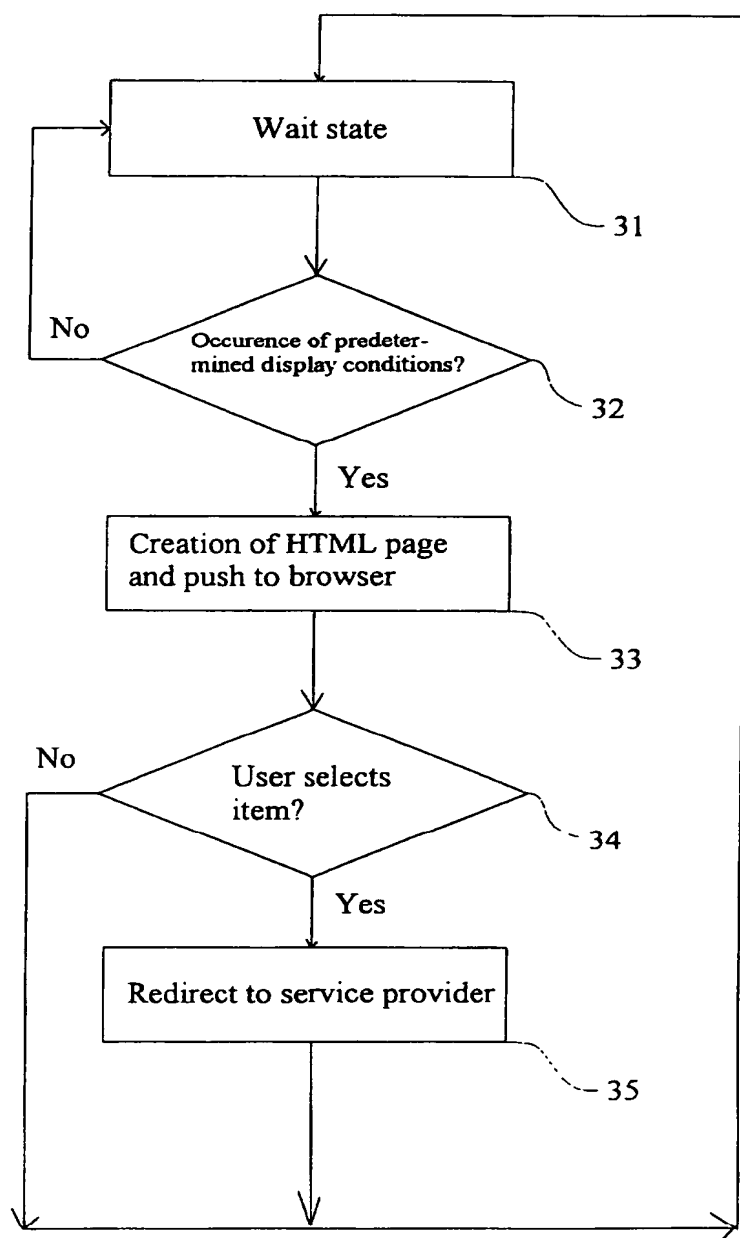 Wait state
31
No
Occurence of predeter-
mined display conditions?
32
Yes
Creation of HTML page
and push to browser
33
No
User selects
item?
34
Yes
Redirect to service provider
35